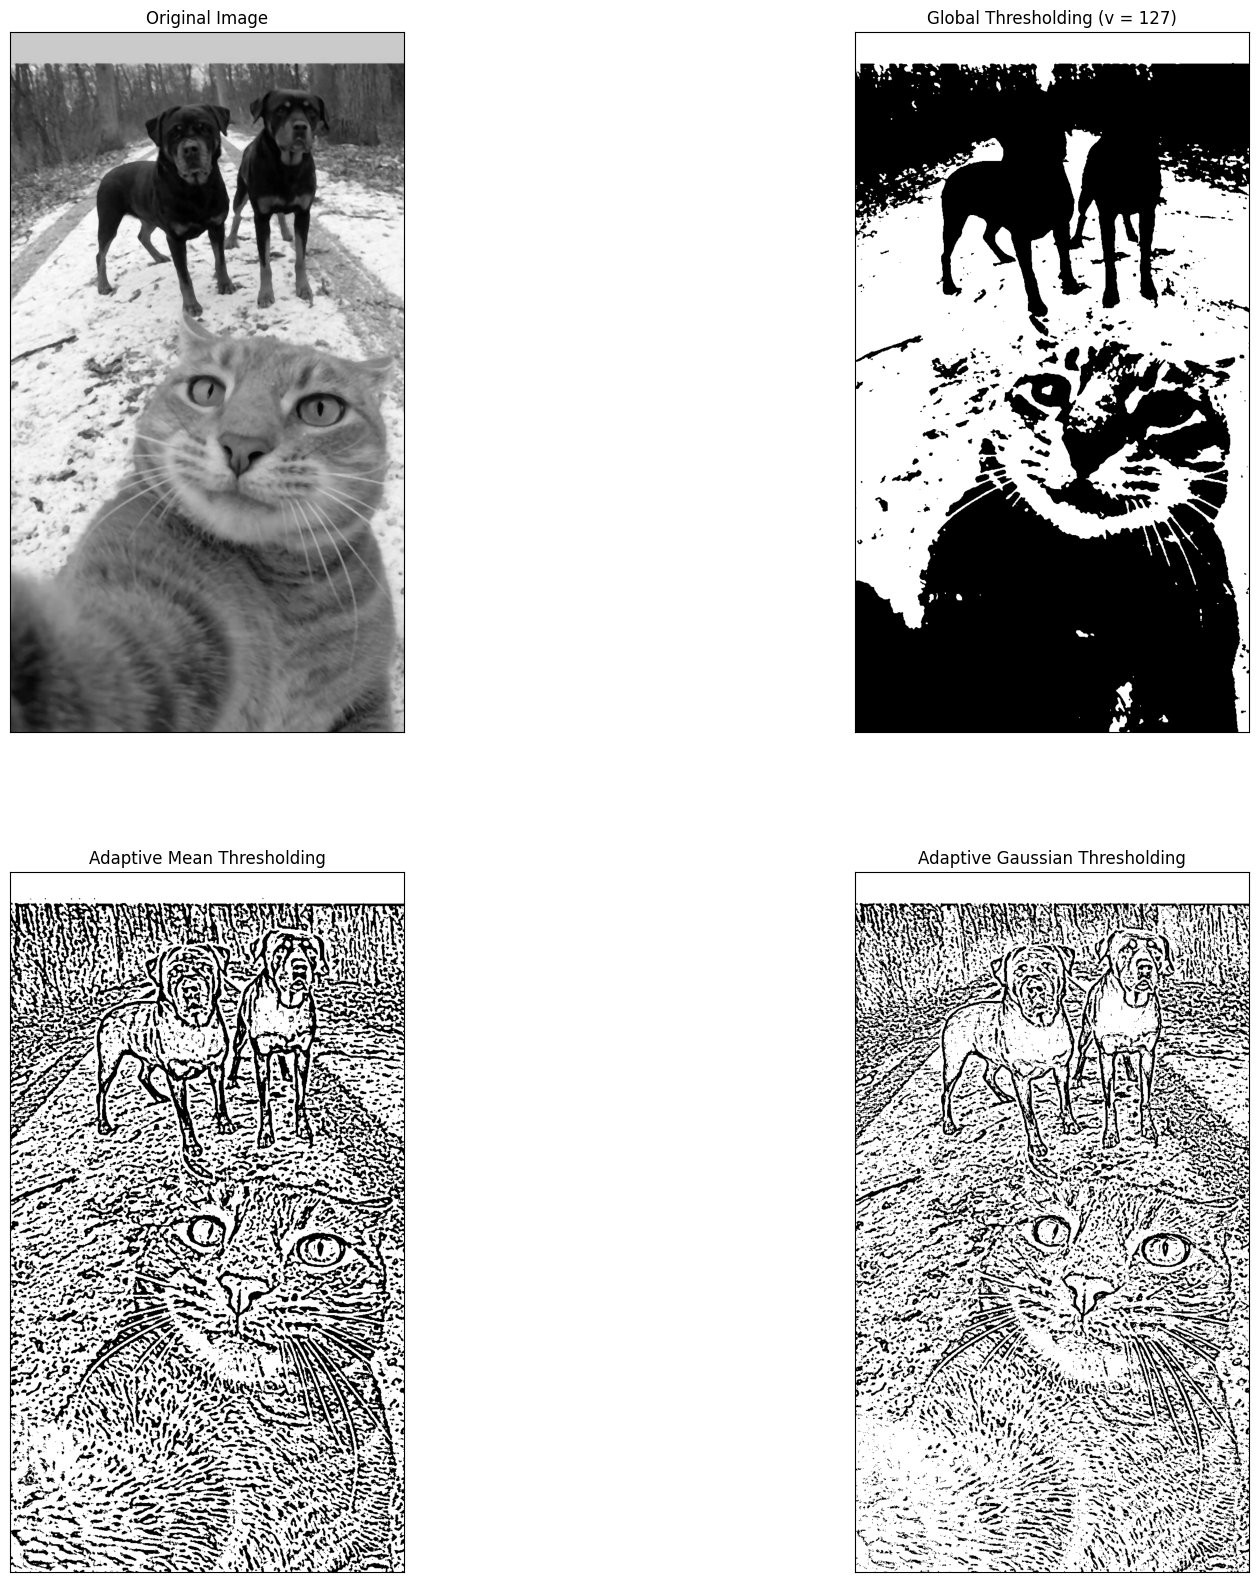 Original Image
Global Thresholding (v = 127)
Adaptive Mean Thresholding
Adaptive Gaussian Thresholding